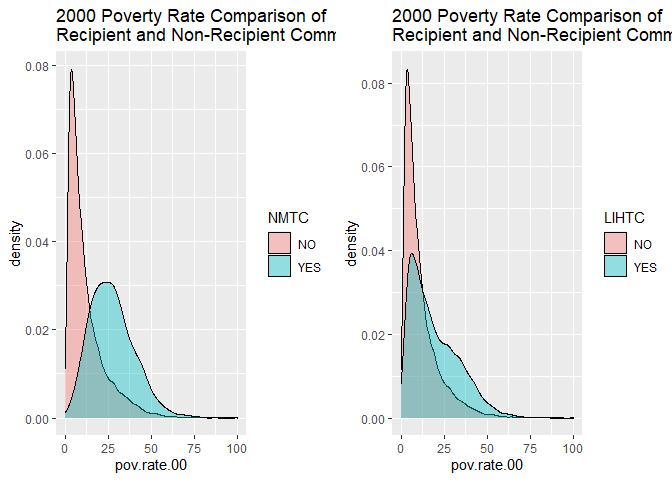 2000 Poverty Rate Comparison of
Recipient and Non-Recipient Comm
0.08
0.06
0.04
0.02
0.00
density
0 25 50 75 100
pov.rate.00
NMTC
NO
YES
2000 Poverty Rate Comparison of
Recipient and Non-Recipient Comm
0.08
0.06
0.04
0.02
0.00
density
0 25 50 75 100
pov.rate.00
LIHTC
NO
YES